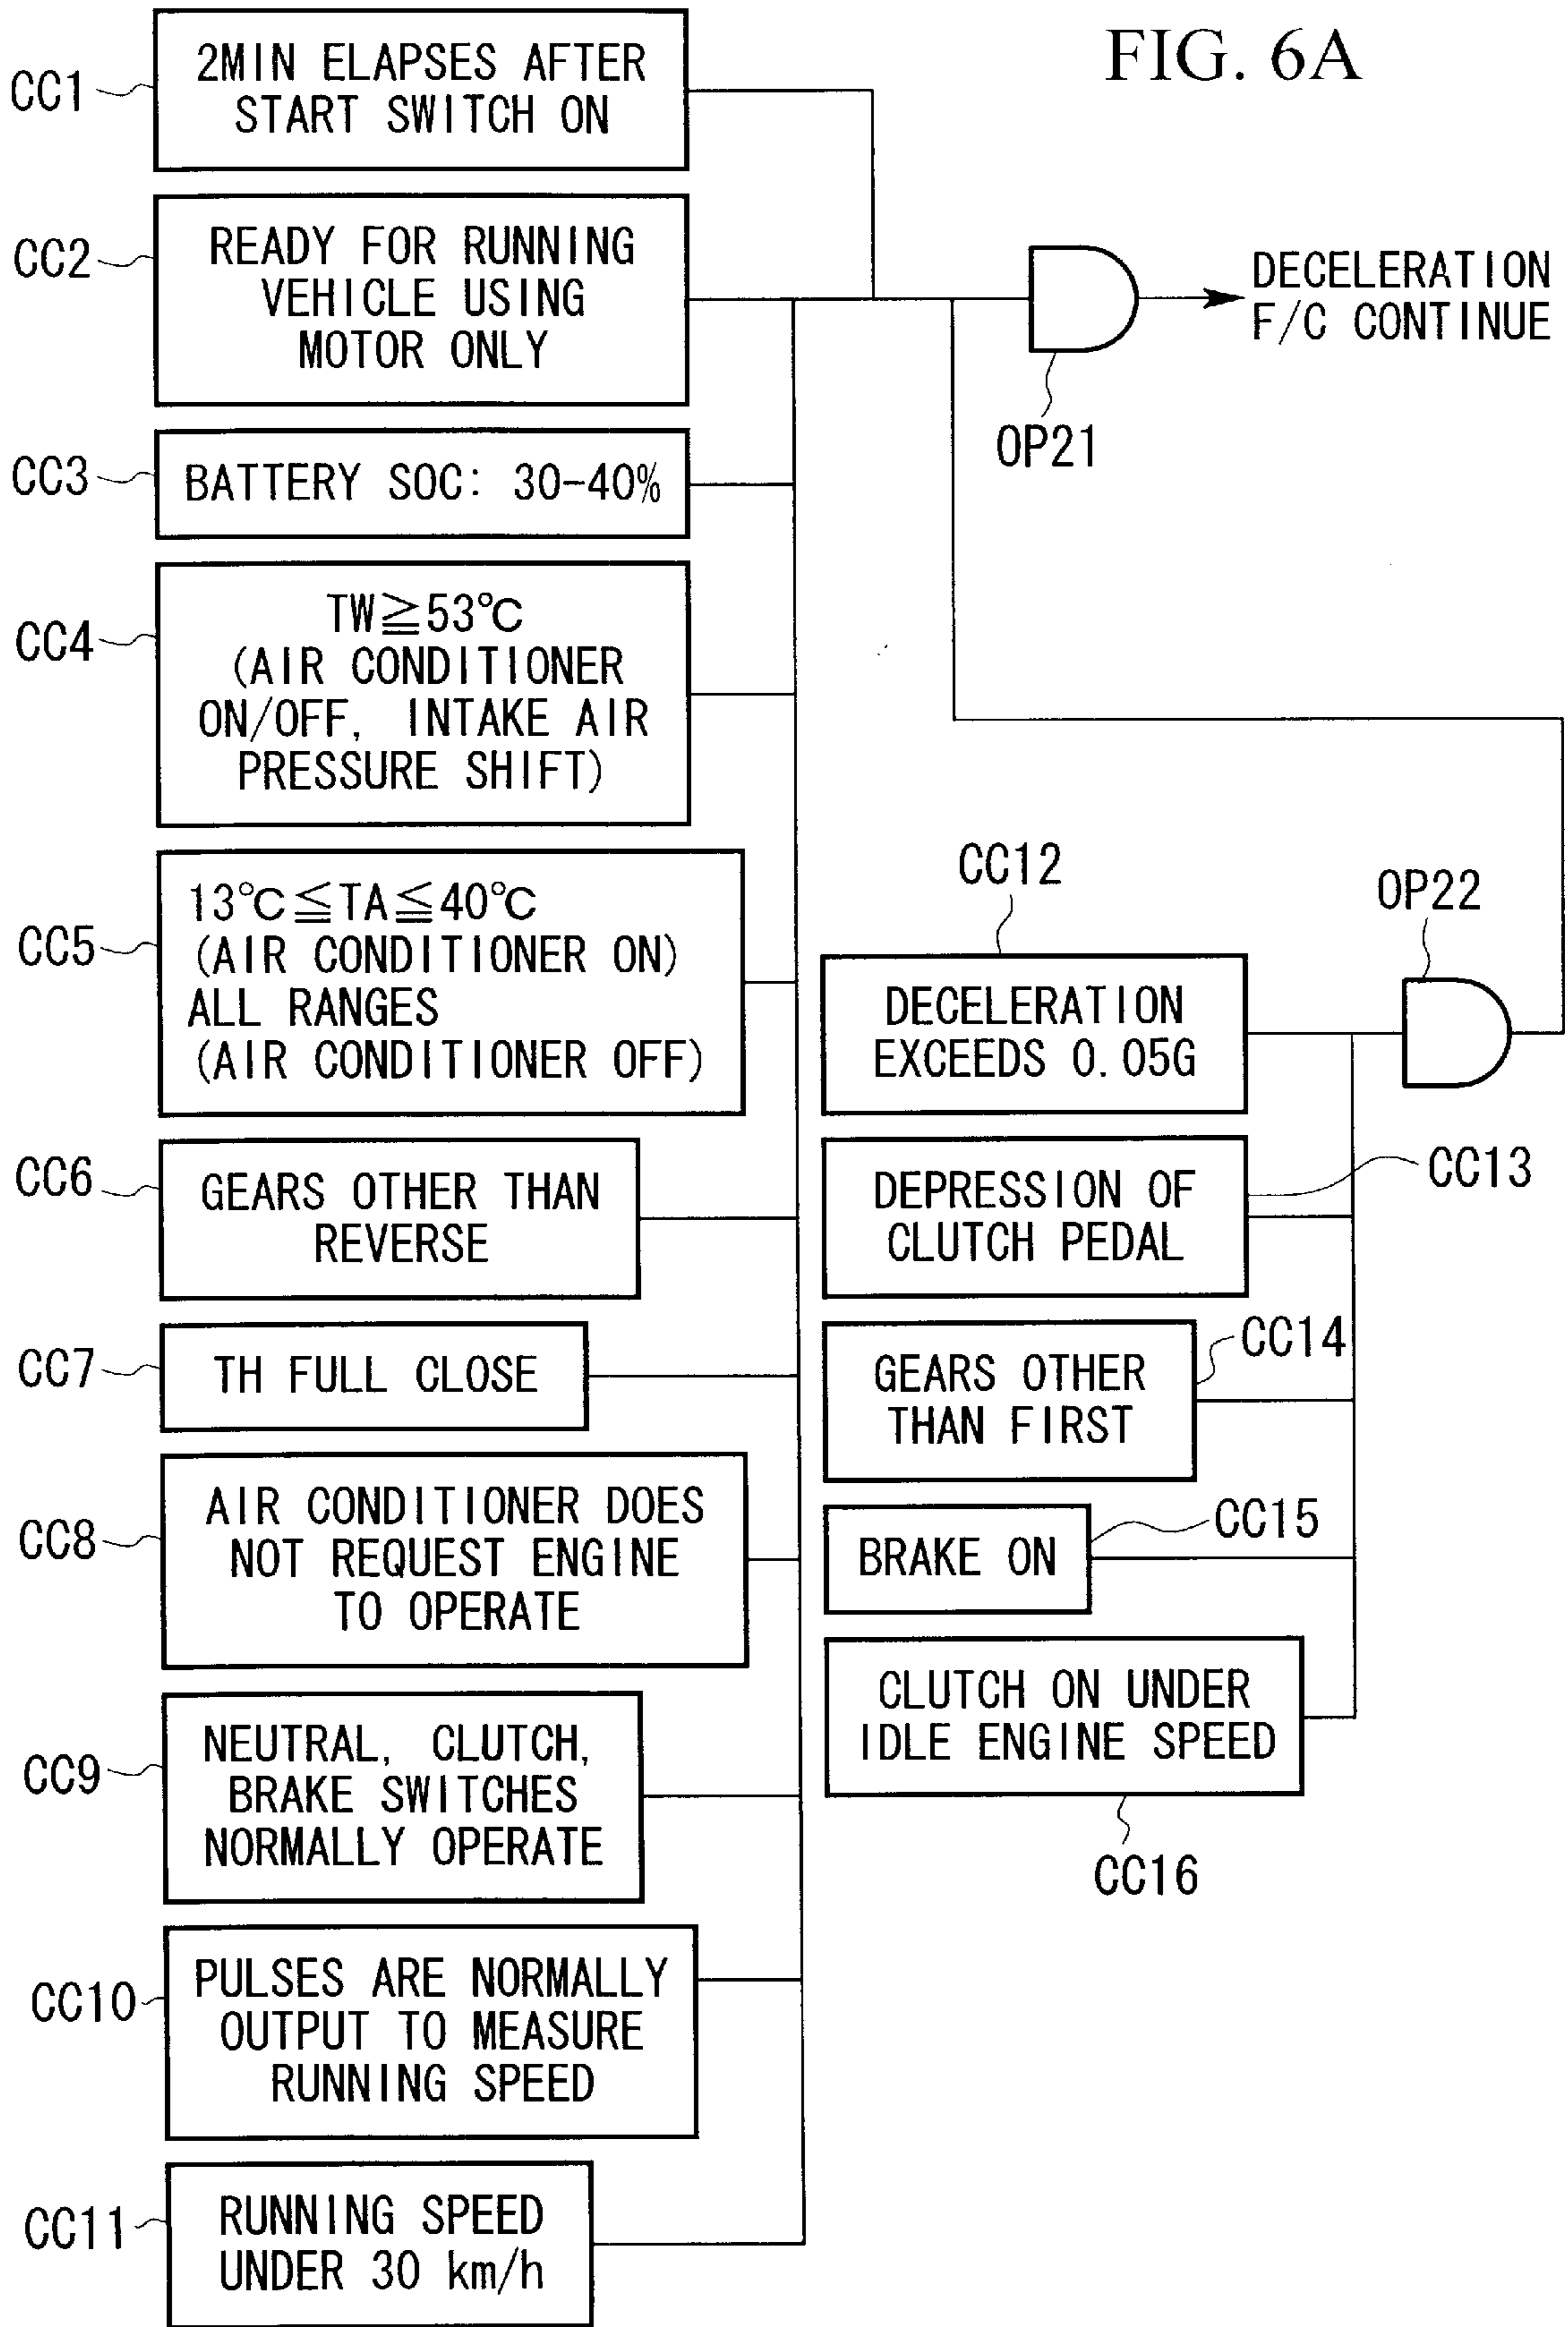 FIG. 6A
CC1
2MIN ELAPSES AFTER
START SWITCH ON
CC2
READY FOR RUNNING
VEHICLE USING
MOTOR ONLY
DECELERATION
F/C CONTINUE
OP21
CC3
BATTERY SOC: 30-40%
CC4
TW≧53℃
(AIR CONDITIONER
ON/OFF, INTAKE AIR
PRESSURE SHIFT)
CC5
13℃≦TA≦40℃
(AIR CONDITIONER ON)
ALL RANGES
(AIR CONDITIONER OFF)
CC6
GEARS OTHER THAN
REVERSE
CC7
TH FULL CLOSE
CC8
AIR CONDITIONER DOES
NOT REQUEST ENGINE
TO OPERATE
CC9
NEUTRAL, CLUTCH,
BRAKE SWITCHES
NORMALLY OPERATE
CC10
PULSES ARE NORMALLY
OUTPUT TO MEASURE
RUNNING SPEED
CC11
RUNNING SPEED
UNDER 30 km/h
CC12
OP22
DECELERATION
EXCEEDS 0.05G
CC13
DEPRESSION OF
CLUTCH PEDAL
CC14
GEARS OTHER
THAN FIRST
CC15
BRAKE ON
CLUTCH ON UNDER
IDLE ENGINE SPEED
CC16